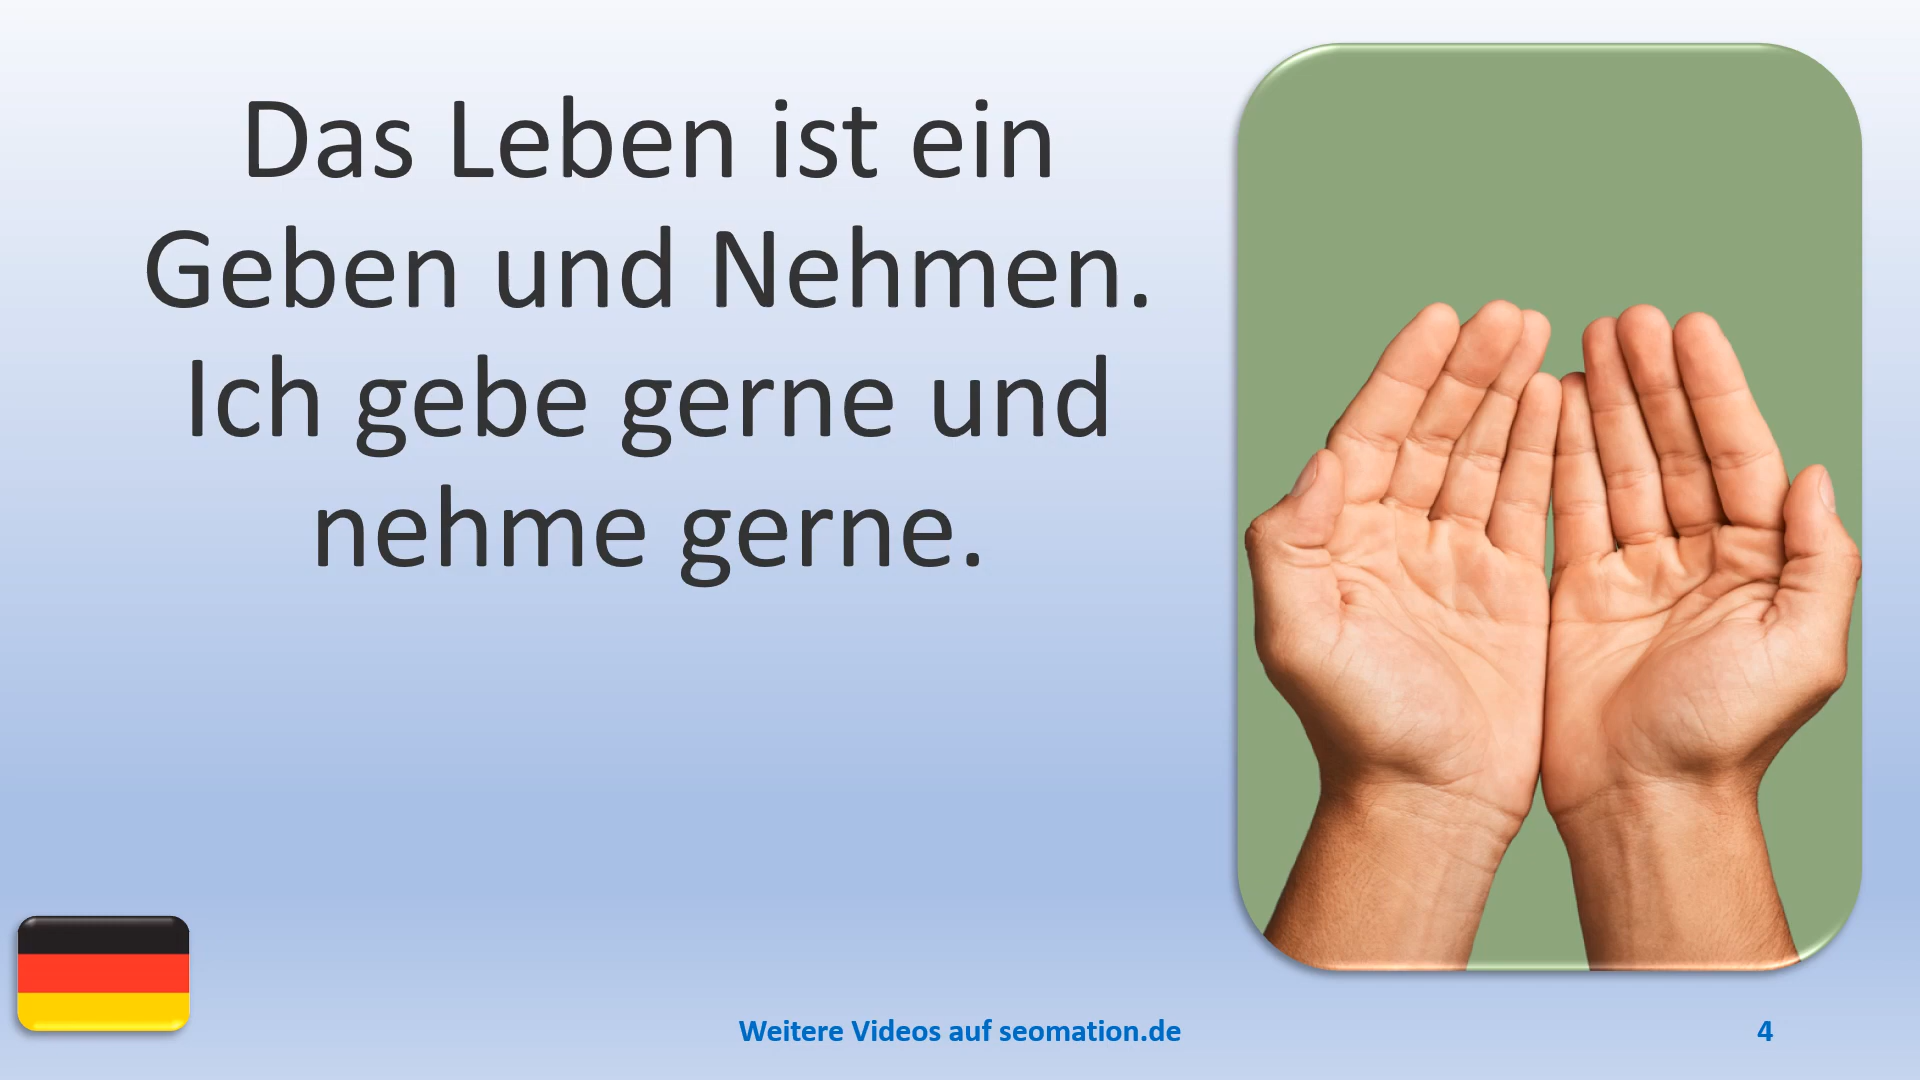 Das Leben ist ein
Geben und Nehmen.
Ich gebe gerne und
nehme gerne.
Weitere Videos auf seomation.de
4